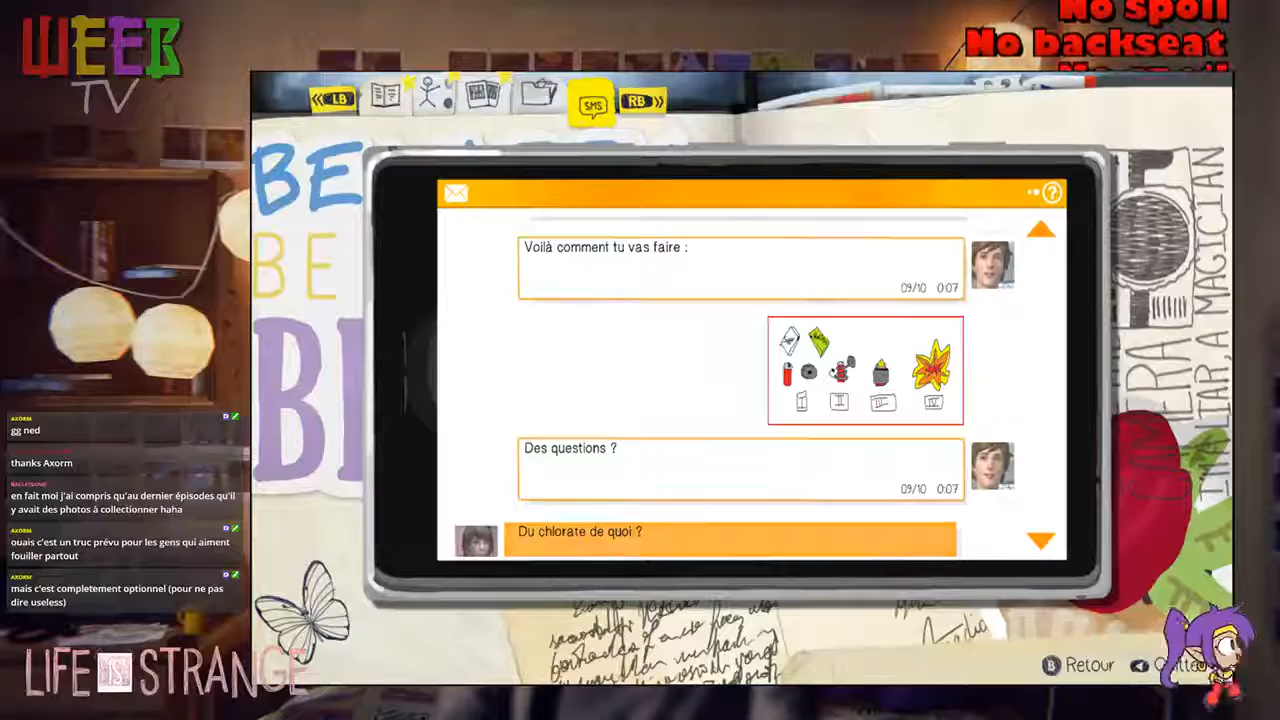 WEEB
TV
No spoil
No backseat
LB
SMS
RB
BE
BE
Voilà comment tu vas faire :
09/10 0:07
I
II
III
IV
Des questions ?
09/10 0:07
Du chlorate de quoi ?
AXORM
gg ned
thanks Axorm
en fait moi j'ai compris qu'au dernier épisodes qu'il
y avait des photos à collectionner haha
AXORM
ouais c'est un truc prévu pour les gens qui aiment
fouiller partout
AXORM
mais c'est completement optionnel (pour ne pas
dire useless)
LIFE IS STRANGE
B Retour